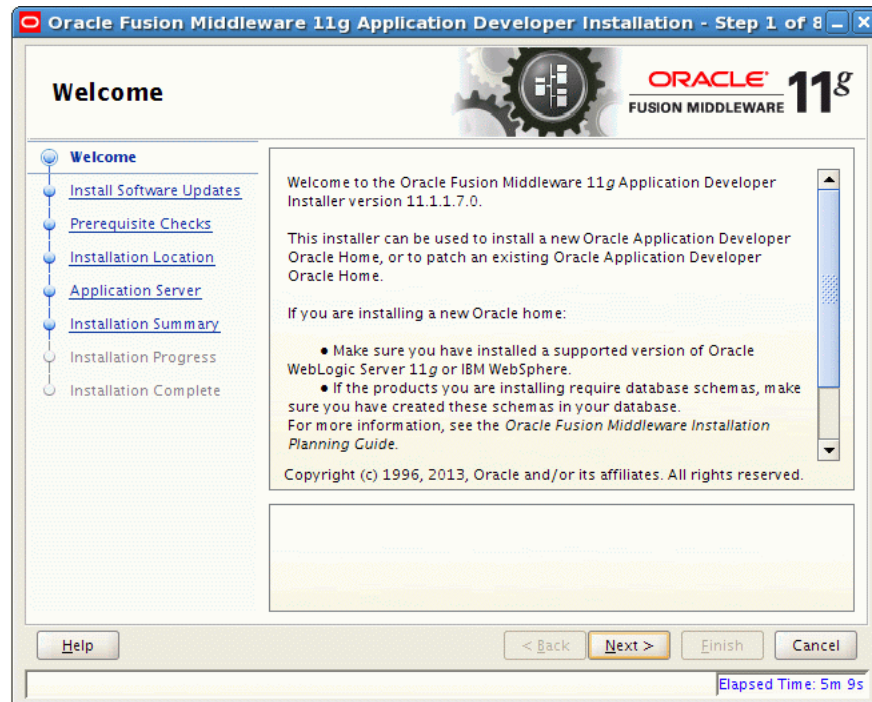 Oracle Fusion Middleware 11g Application Developer Installation - Step 1 of 8
Welcome
ORACLE
FUSION MIDDLEWARE
11g
Welcome
Install Software Updates
Prerequisite Checks
Installation Location
Application Server
Installation Summary
Installation Progress
Installation Complete
Welcome to the Oracle Fusion Middleware 11g Application Developer
Installer version 11.1.1.7.0.
This installer can be used to install a new Oracle Application Developer
Oracle Home, or to patch an existing Oracle Application Developer
Oracle Home.
If you are installing a new Oracle home:
● Make sure you have installed a supported version of Oracle
WebLogic Server 11g or IBM WebSphere.
● If the products you are installing require database schemas, make
sure you have created these schemas in your database.
For more information, see the Oracle Fusion Middleware Installation
Planning Guide.
Copyright (c) 1996, 2013, Oracle and/or its affiliates. All rights reserved.
Help
< Back
Next >
Finish
Cancel
Elapsed Time: 5m 9s